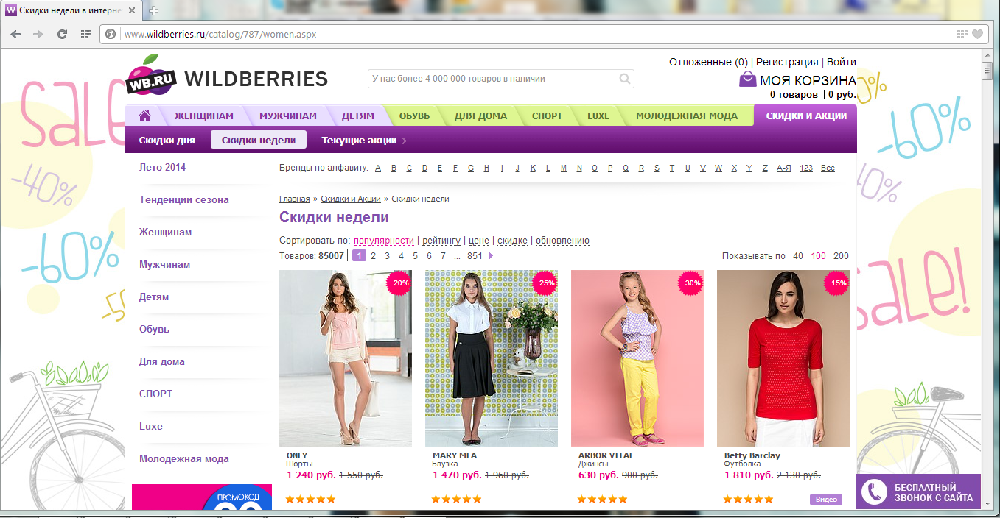 Скидки недели в интерне
www.wildberries.ru/catalog/787/women.aspx
SALE
-40%
-60%
WB.RU WILDBERRIES
У нас более 4 000 000 товаров в наличии
Отложенные (0) | Регистрация | Войти
МОЯ КОРЗИНА
0 товаров | 0 руб.
ЖЕНЩИНАМ МУЖЧИНАМ ДЕТЯМ ОБУВЬ ДЛЯ ДОМА СПОРТ LUXE МОЛОДЕЖНАЯ МОДА СКИДКИ И АКЦИИ
Скидки дня Скидки недели Текущие акции
Лето 2014
Тенденции сезона
Женщинам
Мужчинам
Детям
Обувь
Для дома
СПОРТ
Luxe
Молодежная мода
ПРОМОКОД
Бренды по алфавиту: A B C D E F G H I J K L M N O P Q R S T U V W X Y Z А-Я 123 Все
Главная » Скидки и Акции » Скидки недели
Скидки недели
Сортировать по: популярности | рейтингу | цене | скидке | обновлению
Товаров: 85007 | 1 2 3 4 5 6 7 ... 851
Показывать по 40 100 200
–20%
–25%
–30%
–15%
ONLY
Шорты
1 240 руб. 1 550 руб.
MARY MEA
Блузка
1 470 руб. 1 960 руб.
ARBOR VITAE
Джинсы
630 руб. 900 руб.
Betty Barclay
Футболка
1 810 руб. 2 130 руб.
Видео
-60%
SALE!
БЕСПЛАТНЫЙ
ЗВОНОК С САЙТА